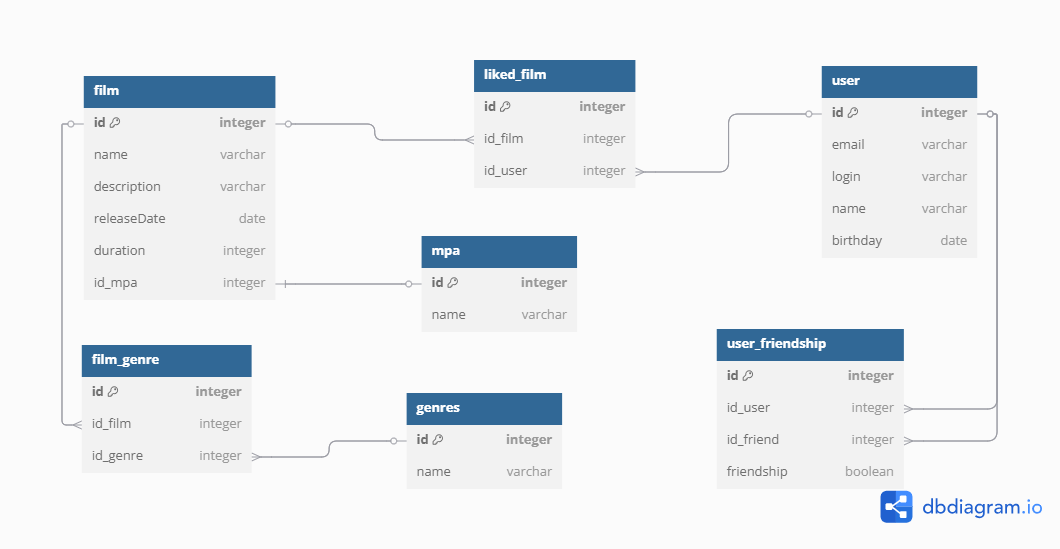 film
id integer
name varchar
description varchar
releaseDate date
duration integer
id_mpa integer
liked_film
id integer
id_film integer
id_user integer
user
id integer
email varchar
login varchar
name varchar
birthday date
mpa
id integer
name varchar
film_genre
id integer
id_film integer
id_genre integer
genres
id integer
name varchar
user_friendship
id integer
id_user integer
id_friend integer
friendship boolean
dbdiagram.io